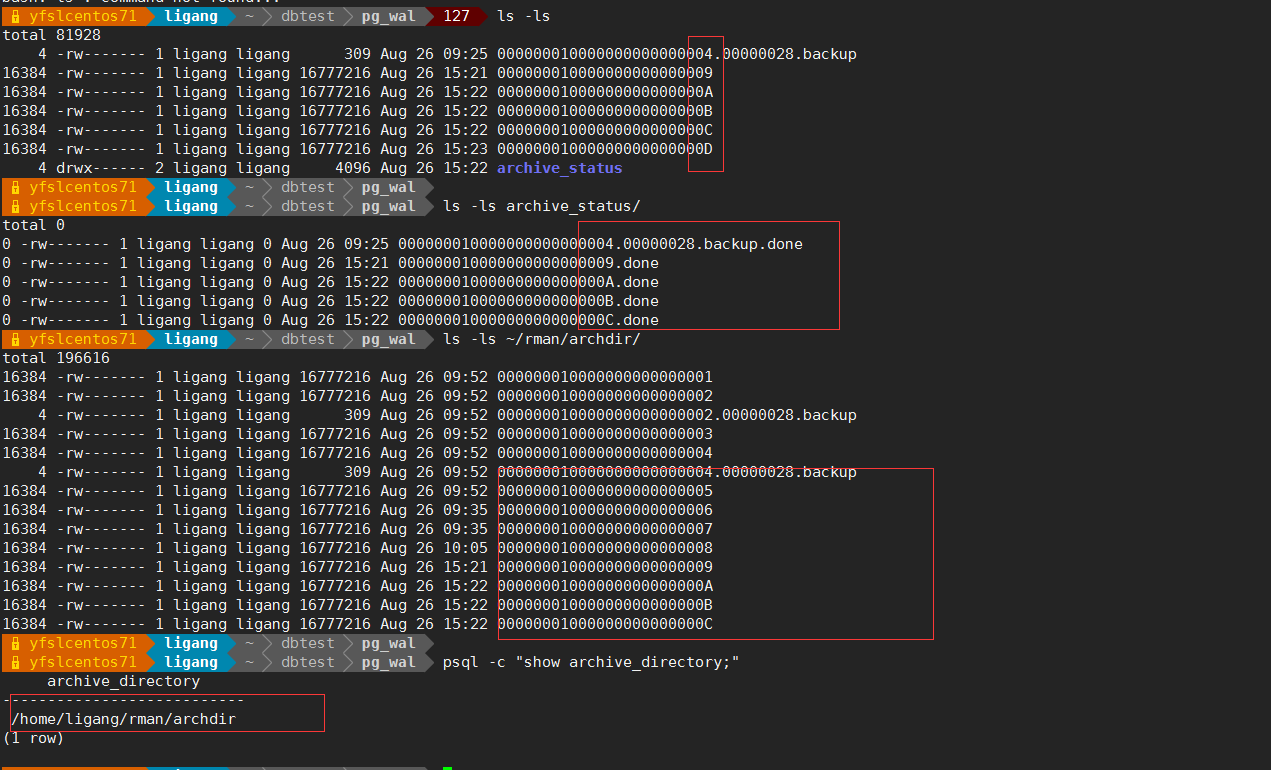 yfslcentos71 ligang ~ dbtest pg_wal 127 ls -ls
total 81928
4 -rw------- 1 ligang ligang 309 Aug 26 09:25 000000010000000000000004.00000028.backup
16384 -rw------- 1 ligang ligang 16777216 Aug 26 15:21 000000010000000000000009
16384 -rw------- 1 ligang ligang 16777216 Aug 26 15:22 00000001000000000000000A
16384 -rw------- 1 ligang ligang 16777216 Aug 26 15:22 00000001000000000000000B
16384 -rw------- 1 ligang ligang 16777216 Aug 26 15:22 00000001000000000000000C
16384 -rw------- 1 ligang ligang 16777216 Aug 26 15:23 00000001000000000000000D
4 drwx------ 2 ligang ligang 4096 Aug 26 15:22 archive_status
yfslcentos71 ligang ~ dbtest pg_wal
yfslcentos71 ligang ~ dbtest pg_wal ls -ls archive_status/
total 0
0 -rw------- 1 ligang ligang 0 Aug 26 09:25 000000010000000000000004.00000028.backup.done
0 -rw------- 1 ligang ligang 0 Aug 26 15:21 000000010000000000000009.done
0 -rw------- 1 ligang ligang 0 Aug 26 15:22 00000001000000000000000A.done
0 -rw------- 1 ligang ligang 0 Aug 26 15:22 00000001000000000000000B.done
0 -rw------- 1 ligang ligang 0 Aug 26 15:22 00000001000000000000000C.done
yfslcentos71 ligang ~ dbtest pg_wal ls -ls ~/rman/archdir/
total 196616
16384 -rw------- 1 ligang ligang 16777216 Aug 26 09:52 000000010000000000000001
16384 -rw------- 1 ligang ligang 16777216 Aug 26 09:52 000000010000000000000002
4 -rw------- 1 ligang ligang 309 Aug 26 09:52 000000010000000000000002.00000028.backup
16384 -rw------- 1 ligang ligang 16777216 Aug 26 09:52 000000010000000000000003
16384 -rw------- 1 ligang ligang 16777216 Aug 26 09:52 000000010000000000000004
4 -rw------- 1 ligang ligang 309 Aug 26 09:52 000000010000000000000004.00000028.backup
16384 -rw------- 1 ligang ligang 16777216 Aug 26 09:52 000000010000000000000005
16384 -rw------- 1 ligang ligang 16777216 Aug 26 09:35 000000010000000000000006
16384 -rw------- 1 ligang ligang 16777216 Aug 26 09:35 000000010000000000000007
16384 -rw------- 1 ligang ligang 16777216 Aug 26 10:05 000000010000000000000008
16384 -rw------- 1 ligang ligang 16777216 Aug 26 15:21 000000010000000000000009
16384 -rw------- 1 ligang ligang 16777216 Aug 26 15:22 00000001000000000000000A
16384 -rw------- 1 ligang ligang 16777216 Aug 26 15:22 00000001000000000000000B
16384 -rw------- 1 ligang ligang 16777216 Aug 26 15:22 00000001000000000000000C
yfslcentos71 ligang ~ dbtest pg_wal
yfslcentos71 ligang ~ dbtest pg_wal psql -c "show archive_directory;"
archive_directory
---------------------------
/home/ligang/rman/archdir
(1 row)